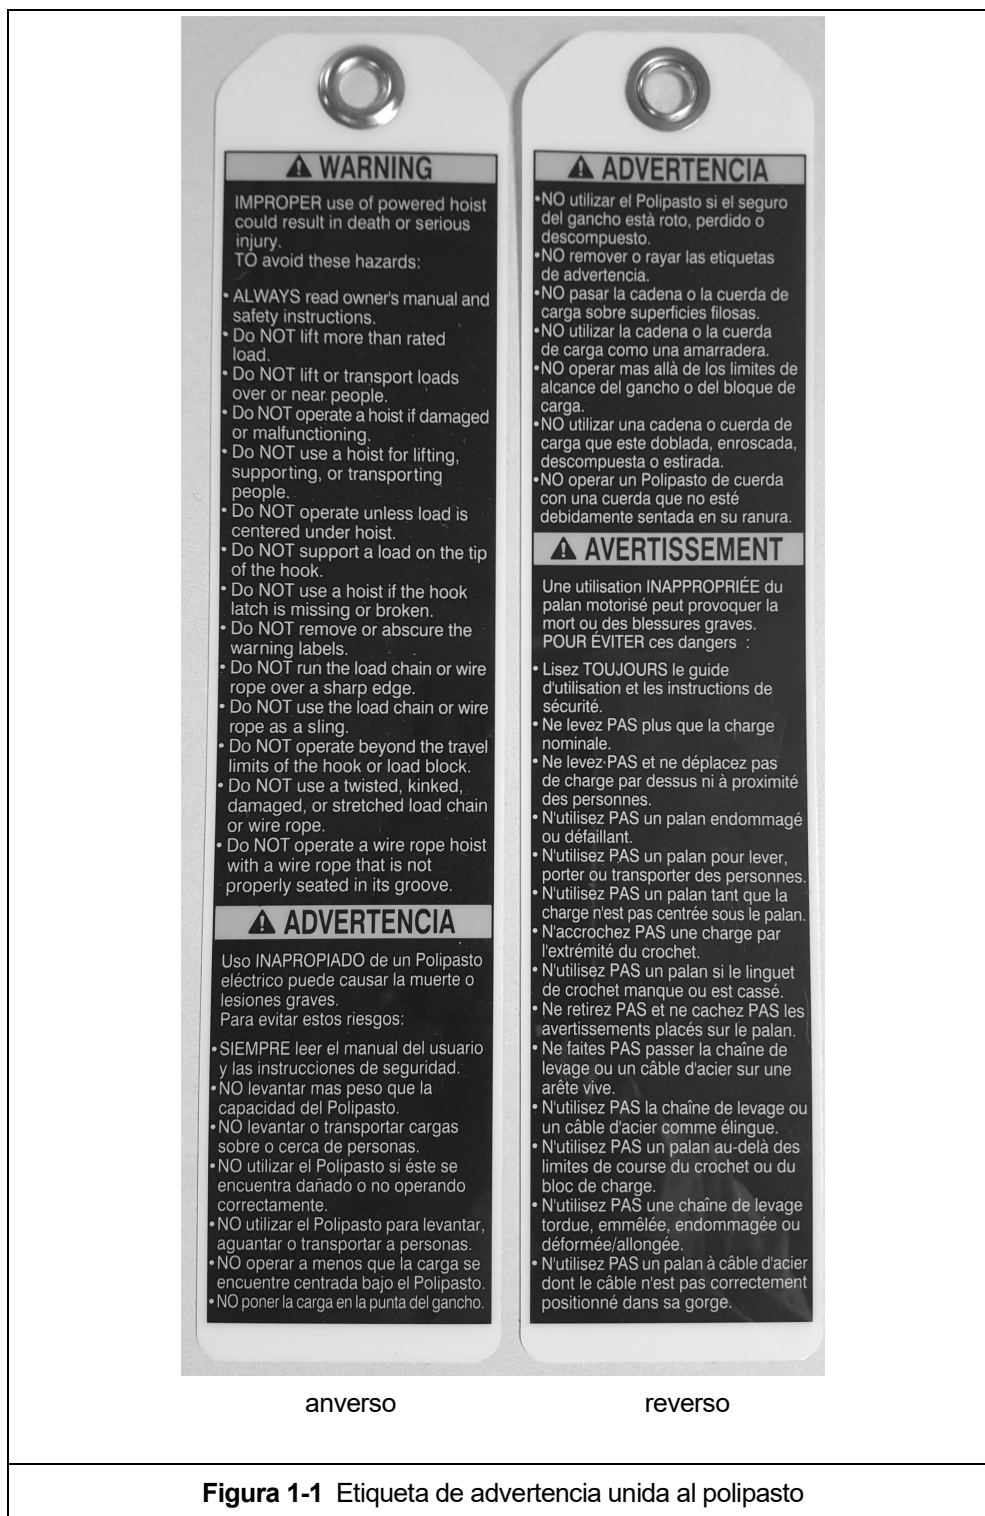 WARNING
IMPROPER use of powered hoist
could result in death or serious
injury.
TO avoid these hazards:
• ALWAYS read owner's manual and
safety instructions.
• Do NOT lift more than rated
load.
• Do NOT lift or transport loads
over or near people.
• Do NOT operate a hoist if damaged
or malfunctioning.
• Do NOT use a hoist for lifting,
supporting, or transporting
people.
• Do NOT operate unless load is
centered under hoist.
• Do NOT support a load on the tip
of the hook.
• Do NOT use a hoist if the hook
latch is missing or broken.
• Do NOT remove or abscure the
warning labels.
• Do NOT run the load chain or wire
rope over a sharp edge.
• Do NOT use the load chain or wire
rope as a sling.
• Do NOT operate beyond the travel
limits of the hook or load block.
• Do NOT use a twisted, kinked,
damaged, or stretched load chain
or wire rope.
• Do NOT operate a wire rope hoist
with a wire rope that is not
properly seated in its groove.
ADVERTENCIA
Uso INAPROPIADO de un Polipasto
eléctrico puede causar la muerte o
lesiones graves.
Para evitar estos riesgos:
• SIEMPRE leer el manual del usuario
y las instrucciones de seguridad.
• NO levantar mas peso que la
capacidad del Polipasto.
• NO levantar o transportar cargas
sobre o cerca de personas.
• NO utilizar el Polipasto si éste se
encuentra dañado o no operando
correctamente.
• NO utilizar el Polipasto para levantar,
aguantar o transportar a personas.
• NO operar a menos que la carga se
encuentre centrada bajo el Polipasto.
• NO poner la carga en la punta del gancho.
anverso
ADVERTENCIA
• NO utilizar el Polipasto si el seguro
del gancho està roto, perdido o
descompuesto.
• NO remover o rayar las etiquetas
de advertencia.
• NO pasar la cadena o la cuerda de
carga sobre superficies filosas.
• NO utilizar la cadena o la cuerda
de carga como una amarradera.
• NO operar mas allà de los limites de
alcance del gancho o del bloque de
carga.
• NO utilizar una cadena o cuerda de
carga que este doblada, enroscada,
descompuesta o estirada.
• NO operar un Polipasto de cuerda
con una cuerda que no esté
debidamente sentada en su ranura.
AVERTISSEMENT
Une utilisation INAPPROPRIÉE du
palan motorisé peut provoquer la
mort ou des blessures graves.
POUR ÉVITER ces dangers :
• Lisez TOUJOURS le guide
d'utilisation et les instructions de
sécurité.
• Ne levez PAS plus que la charge
nominale.
• Ne levez PAS et ne déplacez pas
de charge par dessus ni à proximité
des personnes.
• N'utilisez PAS un palan endommagé
ou défaillant.
• N'utilisez PAS un palan pour lever,
porter ou transporter des personnes.
• N'utilisez PAS un palan tant que la
charge n'est pas centrée sous le palan.
• N'accrochez PAS une charge par
l'extrémité du crochet.
• N'utilisez PAS un palan si le linguet
de crochet manque ou est cassé.
• Ne retirez PAS et ne cachez PAS les
avertissements placés sur le palan.
• Ne faites PAS passer la chaîne de
levage ou un câble d'acier sur une
arête vive.
• N'utilisez PAS la chaîne de levage ou
un câble d'acier comme élingue.
• N'utilisez PAS un palan au-delà des
limites de course du crochet ou du
bloc de charge.
• N'utilisez PAS une chaîne de levage
tordue, emmêlée, endommagée ou
déformée/allongée.
• N'utilisez PAS un palan à câble d'acier
dont le câble n'est pas correctement
positionné dans sa gorge.
reverso
Figura 1-1 Etiqueta de advertencia unida al polipasto